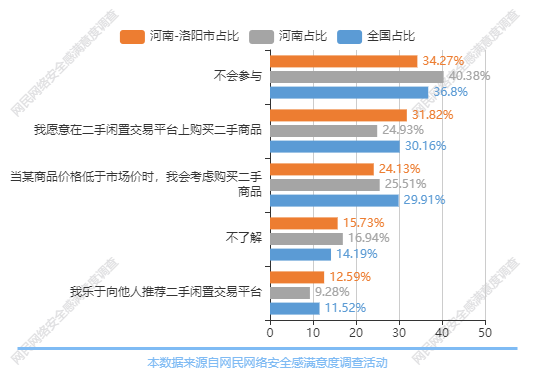 河南-洛阳市占比 河南占比 全国占比
不会参与
34.27%
40.38%
36.8%
我愿意在二手闲置交易平台上购买二手商品
31.82%
24.93%
30.16%
当某商品价格低于市场价时，我会考虑购买二手
商品
24.13%
25.51%
29.91%
不了解
15.73%
16.94%
14.19%
我乐于向他人推荐二手闲置交易平台
12.59%
9.28%
11.52%
0 10 20 30 40 50
本数据来源自网民网络安全感满意度调查活动
网民网络安全感满意度调查
网民网络安全感满意度调查
网民网络安全感满意度调查
网民网络安全感满意度调查